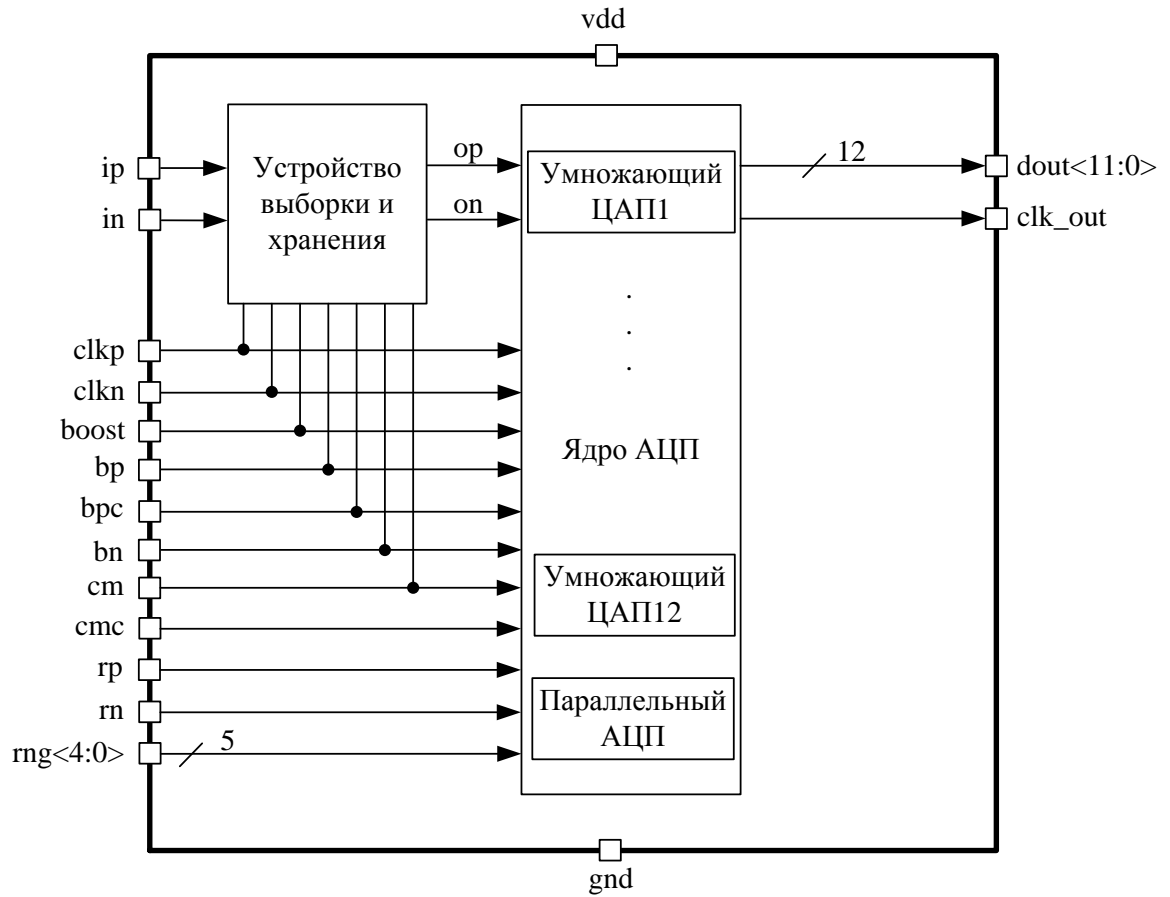 vdd
ip
in
Устройство
выборки и
хранения
op
on
Умножающий
ЦАП1
12
dout<11:0>
clk_out
clkp
clkn
boost
bp
bpc
bn
cm
cmc
rp
rn
rng<4:0>
5
Ядро АЦП
Умножающий
ЦАП12
Параллельный
АЦП
gnd